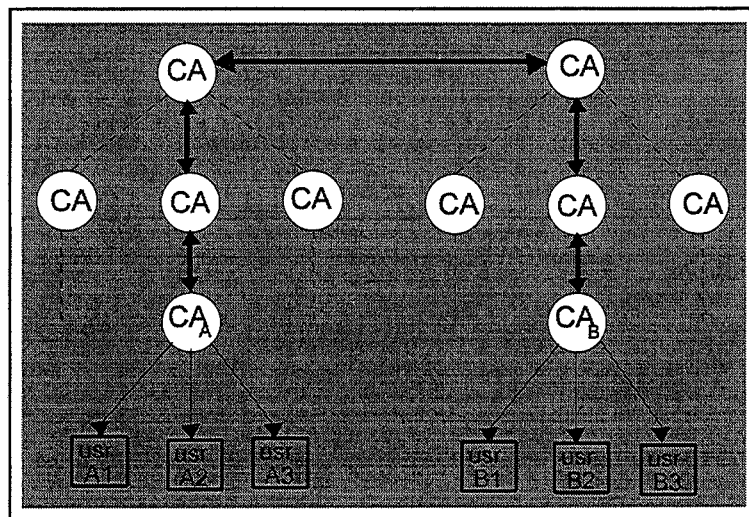 CA CA
CA CA CA CA CA CA
CA_A CA_B
usr usr usr usr usr usr
A1 A2 A3 B1 B2 B3